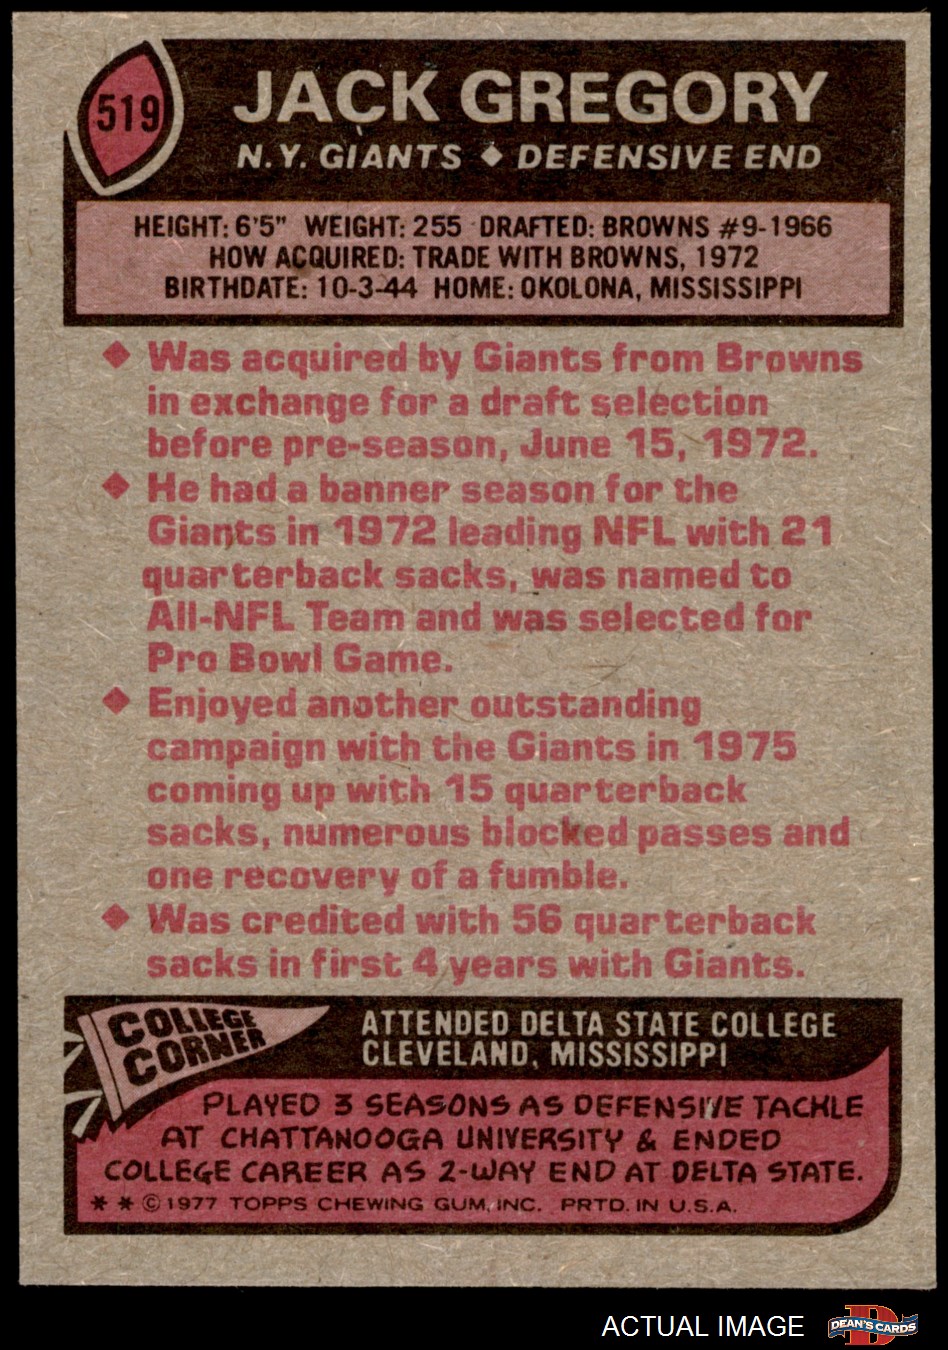 519
JACK GREGORY
N.Y. GIANTS ◆ DEFENSIVE END
HEIGHT: 6'5" WEIGHT: 255 DRAFTED: BROWNS #9-1966
HOW ACQUIRED: TRADE WITH BROWNS, 1972
BIRTHDATE: 10-3-44 HOME: OKOLONA, MISSISSIPPI
◆ Was acquired by Giants from Browns
in exchange for a draft selection
before pre-season, June 15, 1972.
◆ He had a banner season for the
Giants in 1972 leading NFL with 21
quarterback sacks, was named to
All-NFL Team and was selected for
Pro Bowl Game.
◆ Enjoyed another outstanding
campaign with the Giants in 1975
coming up with 15 quarterback
sacks, numerous blocked passes and
one recovery of a fumble.
◆ Was credited with 56 quarterback
sacks in first 4 years with Giants.
COLLEGE
CORNER
ATTENDED DELTA STATE COLLEGE
CLEVELAND, MISSISSIPPI
PLAYED 3 SEASONS AS DEFENSIVE TACKLE
AT CHATTANOOGA UNIVERSITY & ENDED
COLLEGE CAREER AS 2-WAY END AT DELTA STATE.
* * © 1977 TOPPS CHEWING GUM, INC. PRTD. IN U.S.A.
ACTUAL IMAGE
D
DEAN'S CARDS